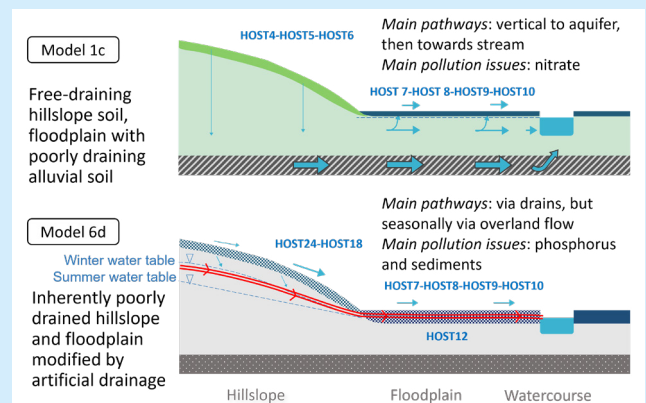 Model 1c
HOST4-HOST5-HOST6
Main pathways: vertical to aquifer,
then towards stream
Main pollution issues: nitrate
Free-draining
hillslope soil,
floodplain with
poorly draining
alluvial soil
HOST 7-HOST 8-HOST9-HOST10
Model 6d
Main pathways: via drains, but
seasonally via overland flow
Main pollution issues: phosphorus
and sediments
HOST24-HOST18
Winter water table
Summer water table
HOST7-HOST8-HOST9-HOST10
Inherently poorly
drained hillslope
and floodplain
modified by
artificial drainage
HOST12
Hillslope
Floodplain
Watercourse